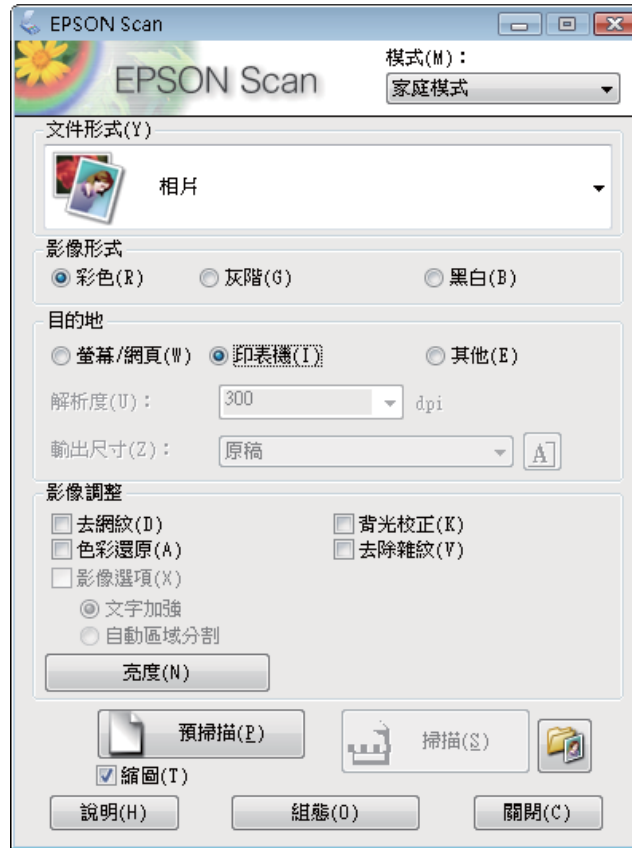 EPSON Scan
EPSON Scan
模式(M)：
家庭模式
文件形式(Y)
相片
影像形式
彩色(R) 灰階(G) 黑白(B)
目的地
螢幕/網頁(W) 印表機(I) 其他(E)
解析度(U)： 300 dpi
輸出尺寸(Z)： 原稿 A
影像調整
去網紋(D) 背光校正(K)
色彩還原(A) 去除雜紋(V)
影像選項(X)
文字加強
自動區域分割
亮度(N)
預掃描(P) 掃描(S)
縮圖(T)
說明(H) 組態(O) 關閉(C)